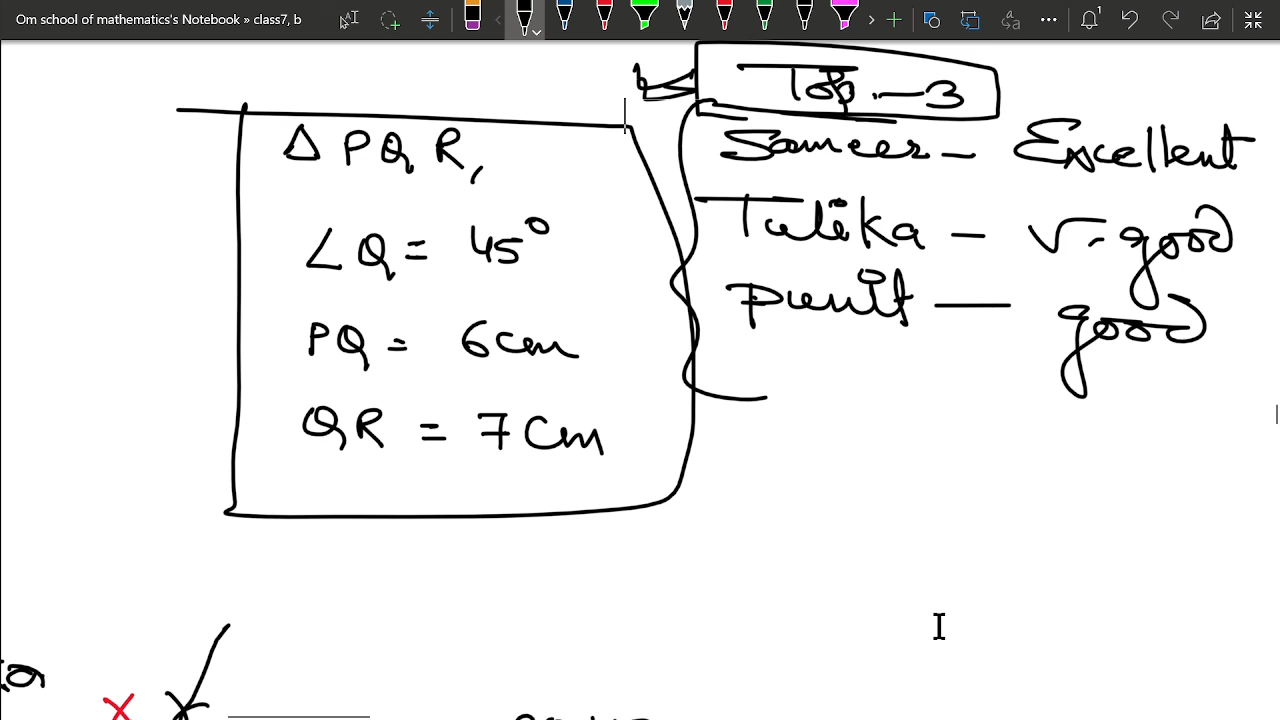 Om school of mathematics's Notebook » class7, b
Top - 3
Δ PQR,
∠Q = 45°
PQ = 6cm
QR = 7cm
Sameer - Excellent
Tulika - V. good
Punit - good